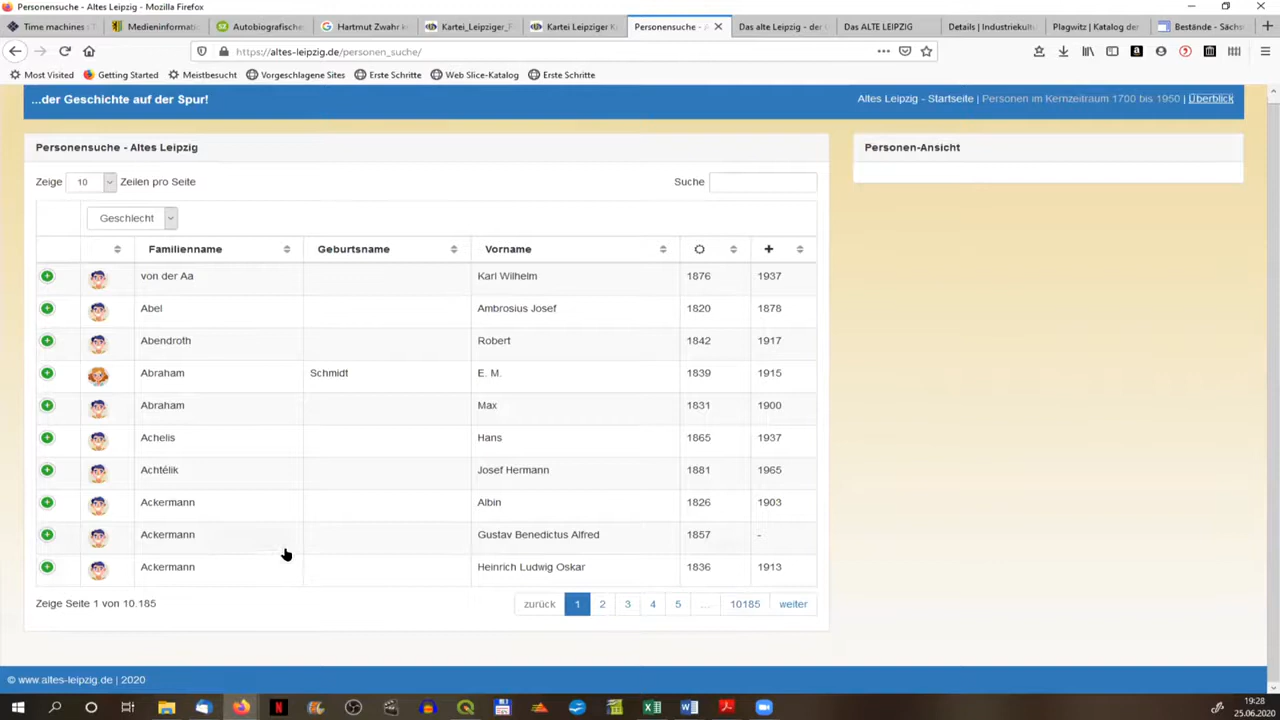 Personensuche - Altes Leipzig - Mozilla Firefox
Time machines
Medieninformati
Autobiografische
Hartmut Zwahr k
Kartei_Leipziger_F
Kartei Leipziger K
Personensuche - A
Das alte Leipzig - der
Das ALTE LEIPZIG
Details | Industriekult
Plagwitz | Katalog der
Bestände - Sächs
https://altes-leipzig.de/personen_suche/
Most Visited Getting Started Meistbesucht Vorgeschlagene Sites Erste Schritte Web Slice-Katalog Erste Schritte
...der Geschichte auf der Spur! Altes Leipzig - Startseite | Personen im Kernzeitraum 1700 bis 1950 | Überblick
Personensuche - Altes Leipzig
Personen-Ansicht
Zeige 10 Zeilen pro Seite Suche
Geschlecht
Familienname Geburtsname Vorname +
von der Aa Karl Wilhelm 1876 1937
Abel Ambrosius Josef 1820 1878
Abendroth Robert 1842 1917
Abraham Schmidt E. M. 1839 1915
Abraham Max 1831 1900
Achelis Hans 1865 1937
Achtélik Josef Hermann 1881 1965
Ackermann Albin 1826 1903
Ackermann Gustav Benedictus Alfred 1857 -
Ackermann Heinrich Ludwig Oskar 1836 1913
Zeige Seite 1 von 10.185 zurück 1 2 3 4 5 ... 10185 weiter
© www.altes-leipzig.de | 2020
19:28
25.06.2020